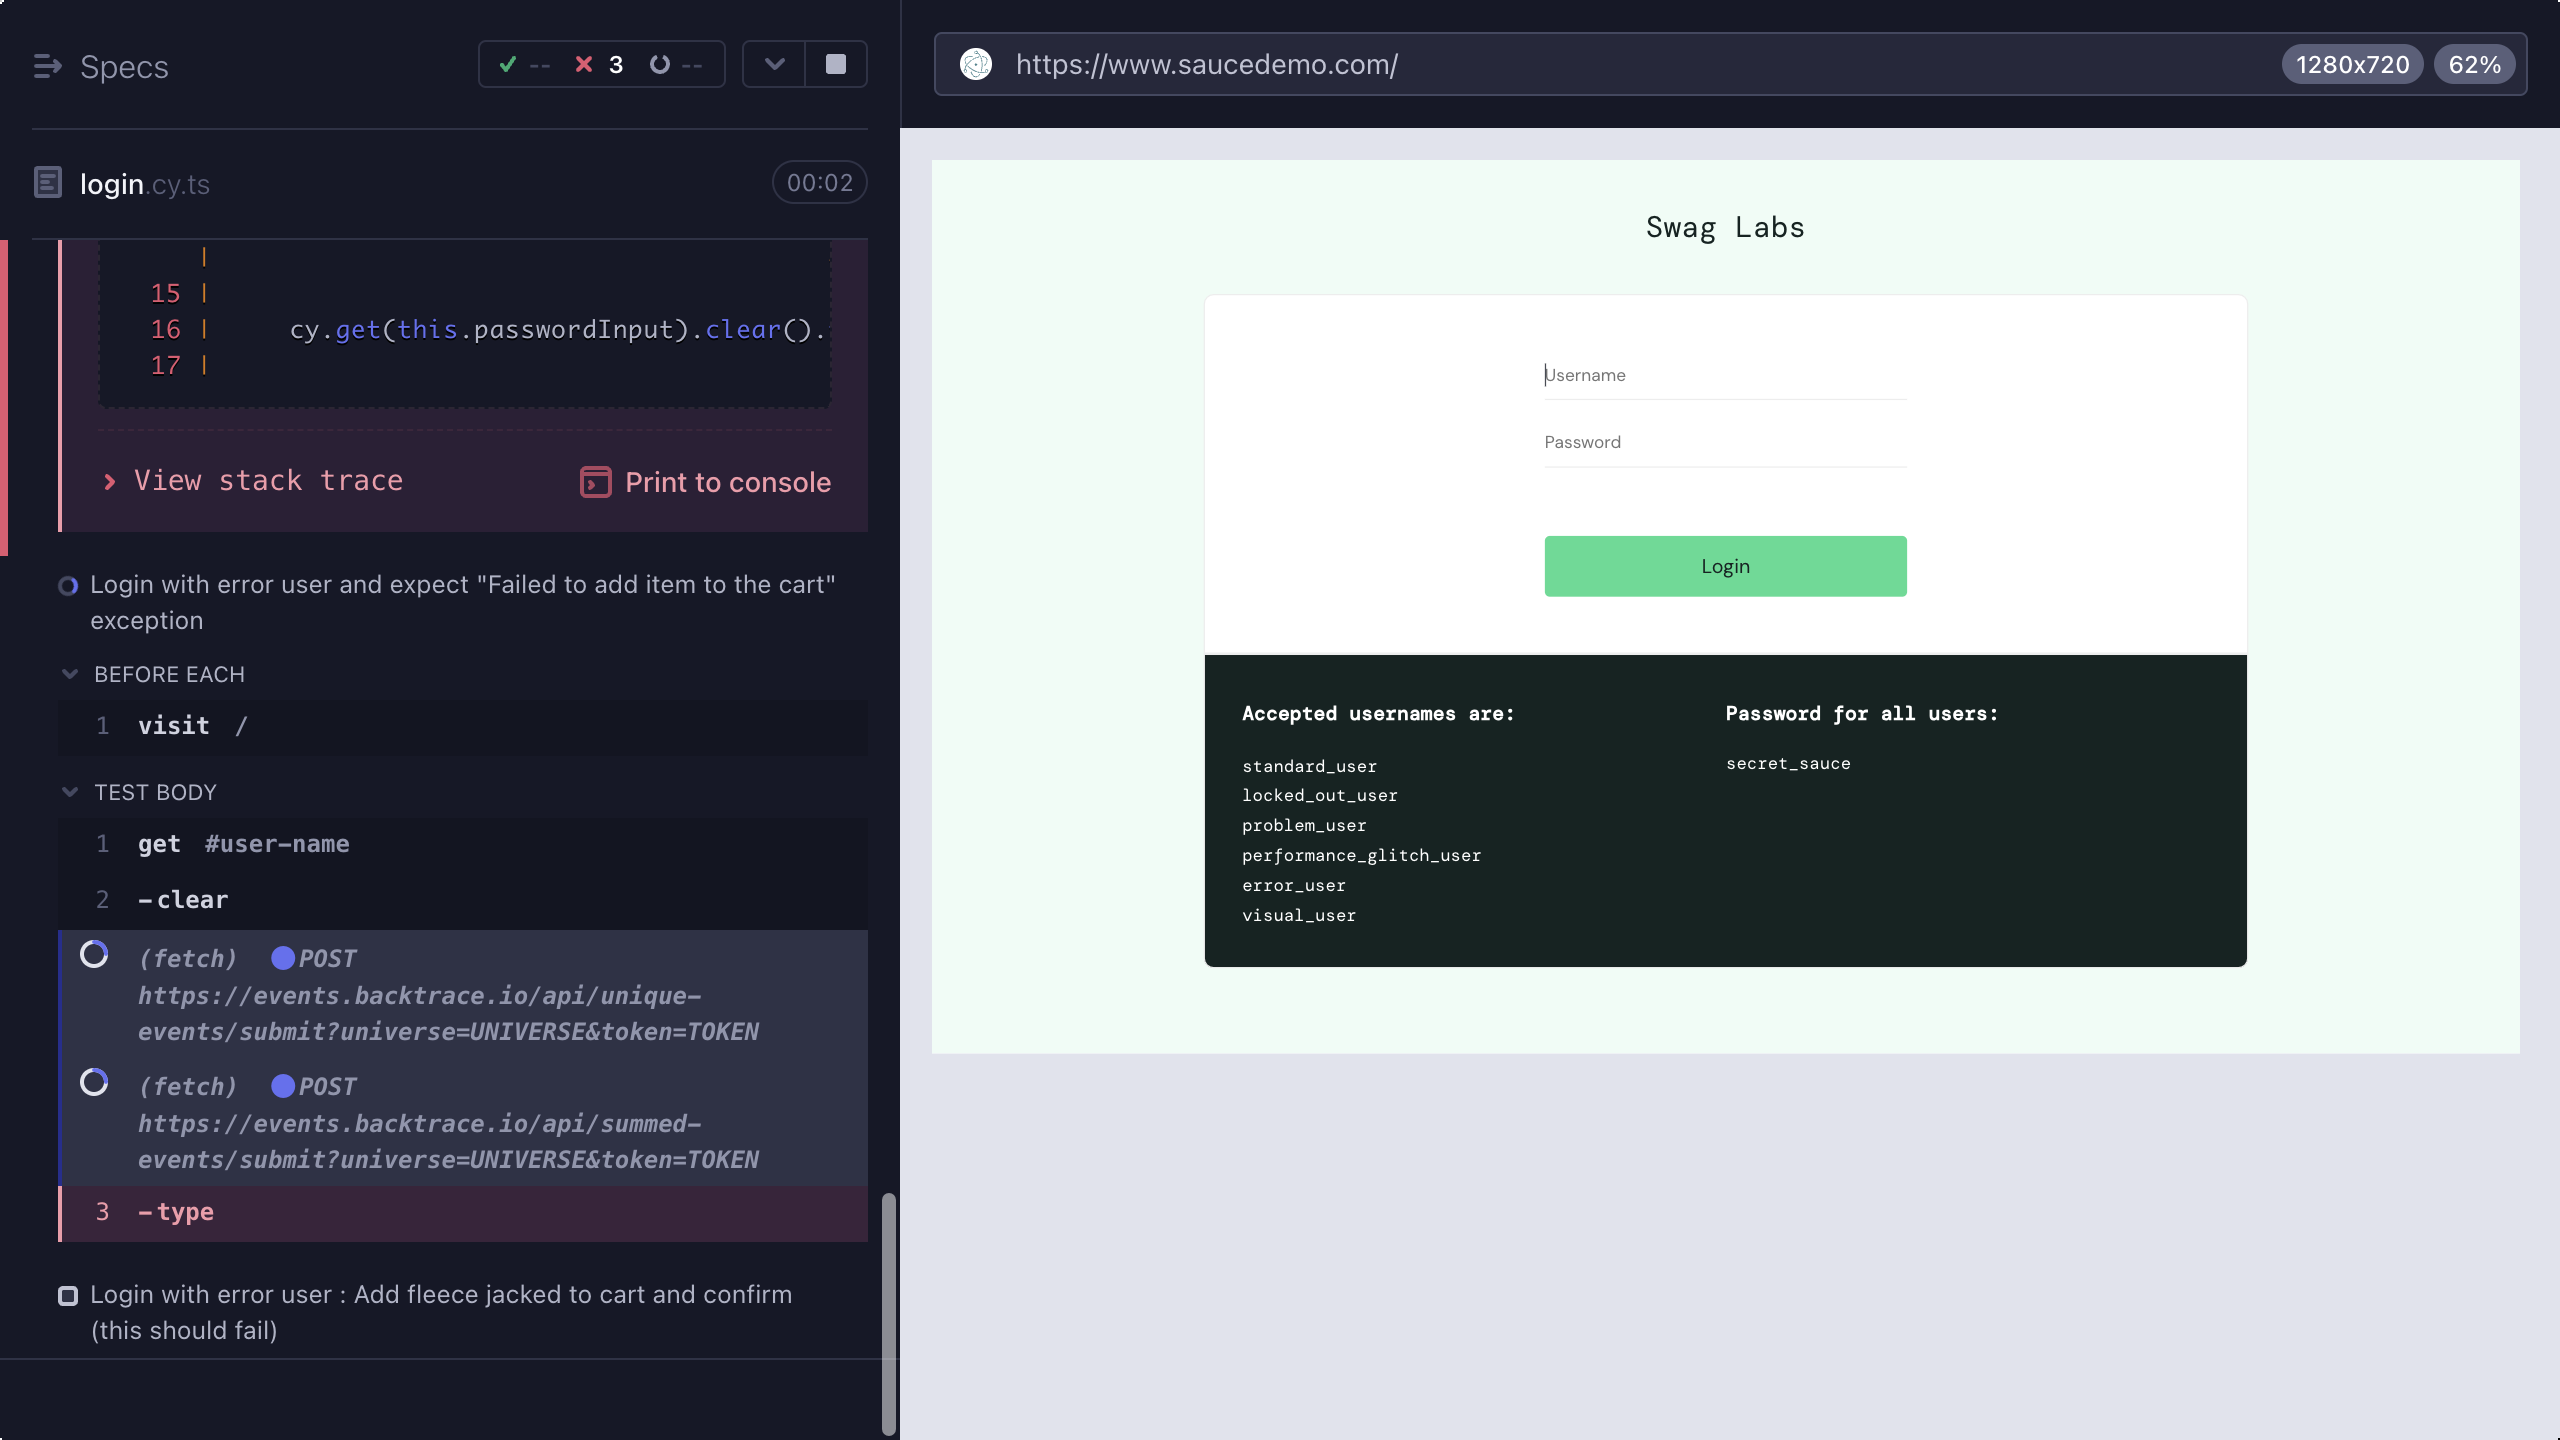 Specs
-- 3 --
login.cy.ts
00:02
|
15 |
16 | cy.get(this.passwordInput).clear().
17 |
View stack trace
Print to console
Login with error user and expect "Failed to add item to the cart"
exception
BEFORE EACH
1 visit /
TEST BODY
1 get #user-name
2 -clear
(fetch) POST
https://events.backtrace.io/api/unique-
events/submit?universe=UNIVERSE&token=TOKEN
(fetch) POST
https://events.backtrace.io/api/summed-
events/submit?universe=UNIVERSE&token=TOKEN
3 -type
Login with error user : Add fleece jacked to cart and confirm
(this should fail)
https://www.saucedemo.com/
1280x720
62%
Swag Labs
Username
Password
Login
Accepted usernames are:
standard_user
locked_out_user
problem_user
performance_glitch_user
error_user
visual_user
Password for all users:
secret_sauce